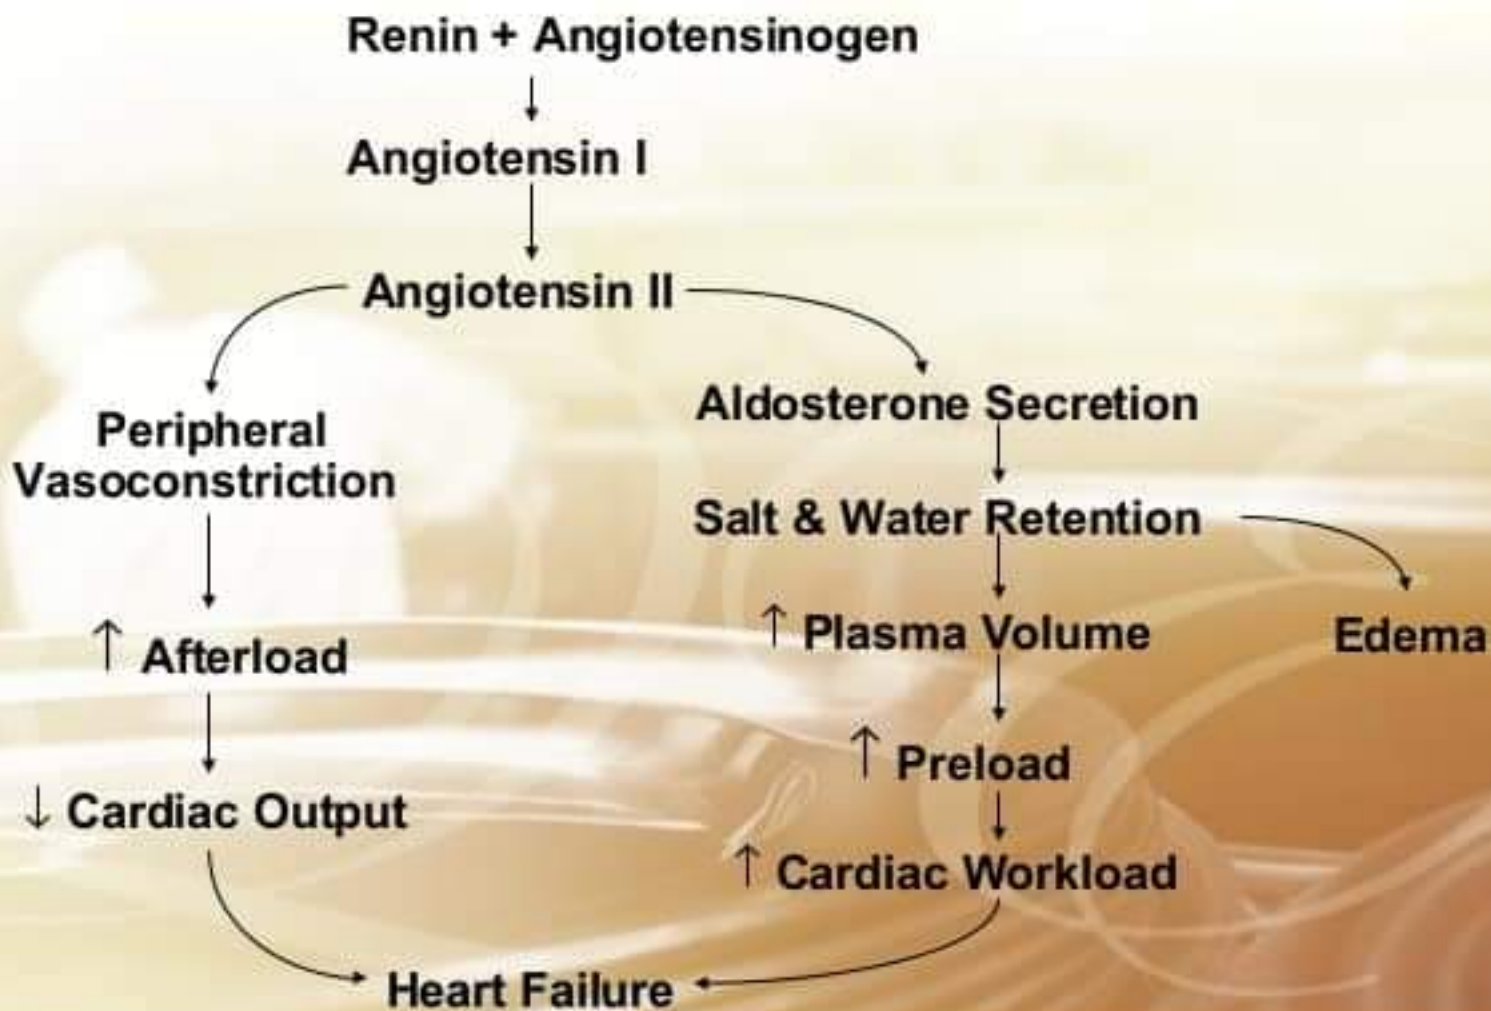 Renin + Angiotensinogen
Angiotensin I
Angiotensin II
Peripheral
Vasoconstriction
↑ Afterload
↓ Cardiac Output
Aldosterone Secretion
Salt & Water Retention
↑ Plasma Volume
Edema
↑ Preload
↑ Cardiac Workload
Heart Failure